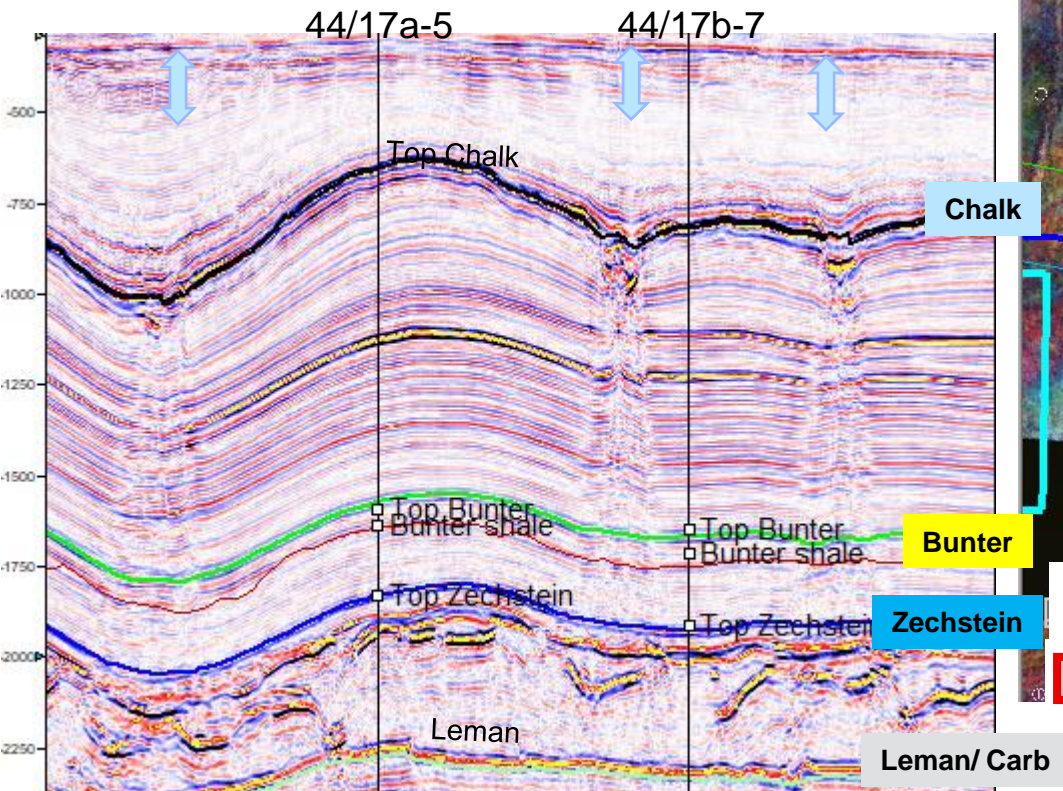 44/17a-5 44/17b-7
-500
Top Chalk
-750
Chalk
-1000
-1250
-1500
Top Bunter
Bunter shale
Top Bunter
Bunter shale
Bunter
-1750
Top Zechstein
Top Zechstein
Zechstein
-2000
Leman
-2250
Leman/ Carb